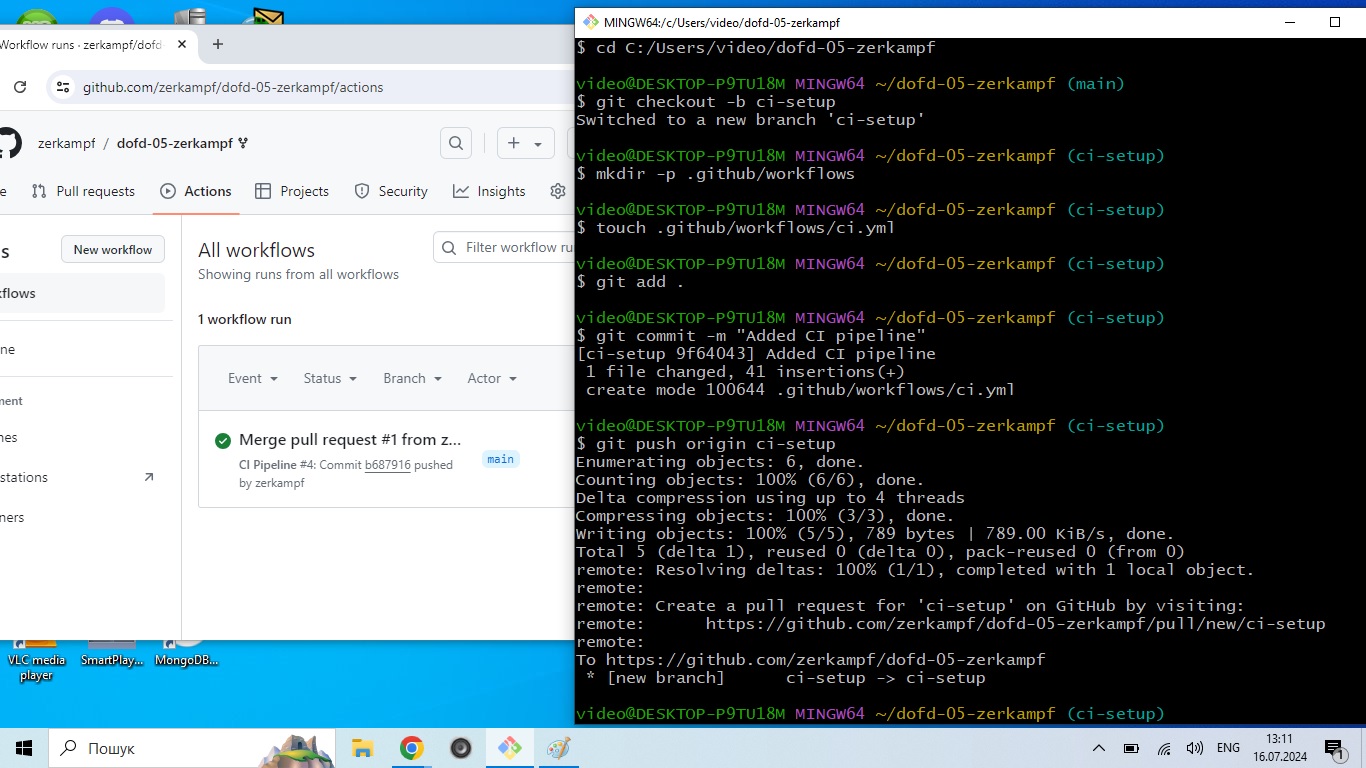 Workflow runs · zerkampf/dofd
github.com/zerkampf/dofd-05-zerkampf/actions
zerkampf / dofd-05-zerkampf
e Pull requests Actions Projects Security Insights
s New workflow
kflows
ne
ment
nes
stations
ners
All workflows
Filter workflow ru
Showing runs from all workflows
1 workflow run
Event Status Branch Actor
Merge pull request #1 from z...
CI Pipeline #4: Commit b687916 pushed
by zerkampf
main
VLC media
player
SmartPlay...
MongoDB...
MINGW64:/c/Users/video/dofd-05-zerkampf
$ cd C:/Users/video/dofd-05-zerkampf
video@DESKTOP-P9TU18M MINGW64 ~/dofd-05-zerkampf (main)
$ git checkout -b ci-setup
Switched to a new branch 'ci-setup'
video@DESKTOP-P9TU18M MINGW64 ~/dofd-05-zerkampf (ci-setup)
$ mkdir -p .github/workflows
video@DESKTOP-P9TU18M MINGW64 ~/dofd-05-zerkampf (ci-setup)
$ touch .github/workflows/ci.yml
video@DESKTOP-P9TU18M MINGW64 ~/dofd-05-zerkampf (ci-setup)
$ git add .
video@DESKTOP-P9TU18M MINGW64 ~/dofd-05-zerkampf (ci-setup)
$ git commit -m "Added CI pipeline"
[ci-setup 9f64043] Added CI pipeline
1 file changed, 41 insertions(+)
create mode 100644 .github/workflows/ci.yml
video@DESKTOP-P9TU18M MINGW64 ~/dofd-05-zerkampf (ci-setup)
$ git push origin ci-setup
Enumerating objects: 6, done.
Counting objects: 100% (6/6), done.
Delta compression using up to 4 threads
Compressing objects: 100% (3/3), done.
Writing objects: 100% (5/5), 789 bytes | 789.00 KiB/s, done.
Total 5 (delta 1), reused 0 (delta 0), pack-reused 0 (from 0)
remote: Resolving deltas: 100% (1/1), completed with 1 local object.
remote:
remote: Create a pull request for 'ci-setup' on GitHub by visiting:
remote: https://github.com/zerkampf/dofd-05-zerkampf/pull/new/ci-setup
remote:
To https://github.com/zerkampf/dofd-05-zerkampf
* [new branch] ci-setup -> ci-setup
video@DESKTOP-P9TU18M MINGW64 ~/dofd-05-zerkampf (ci-setup)
Пошук
ENG
13:11
16.07.2024
1